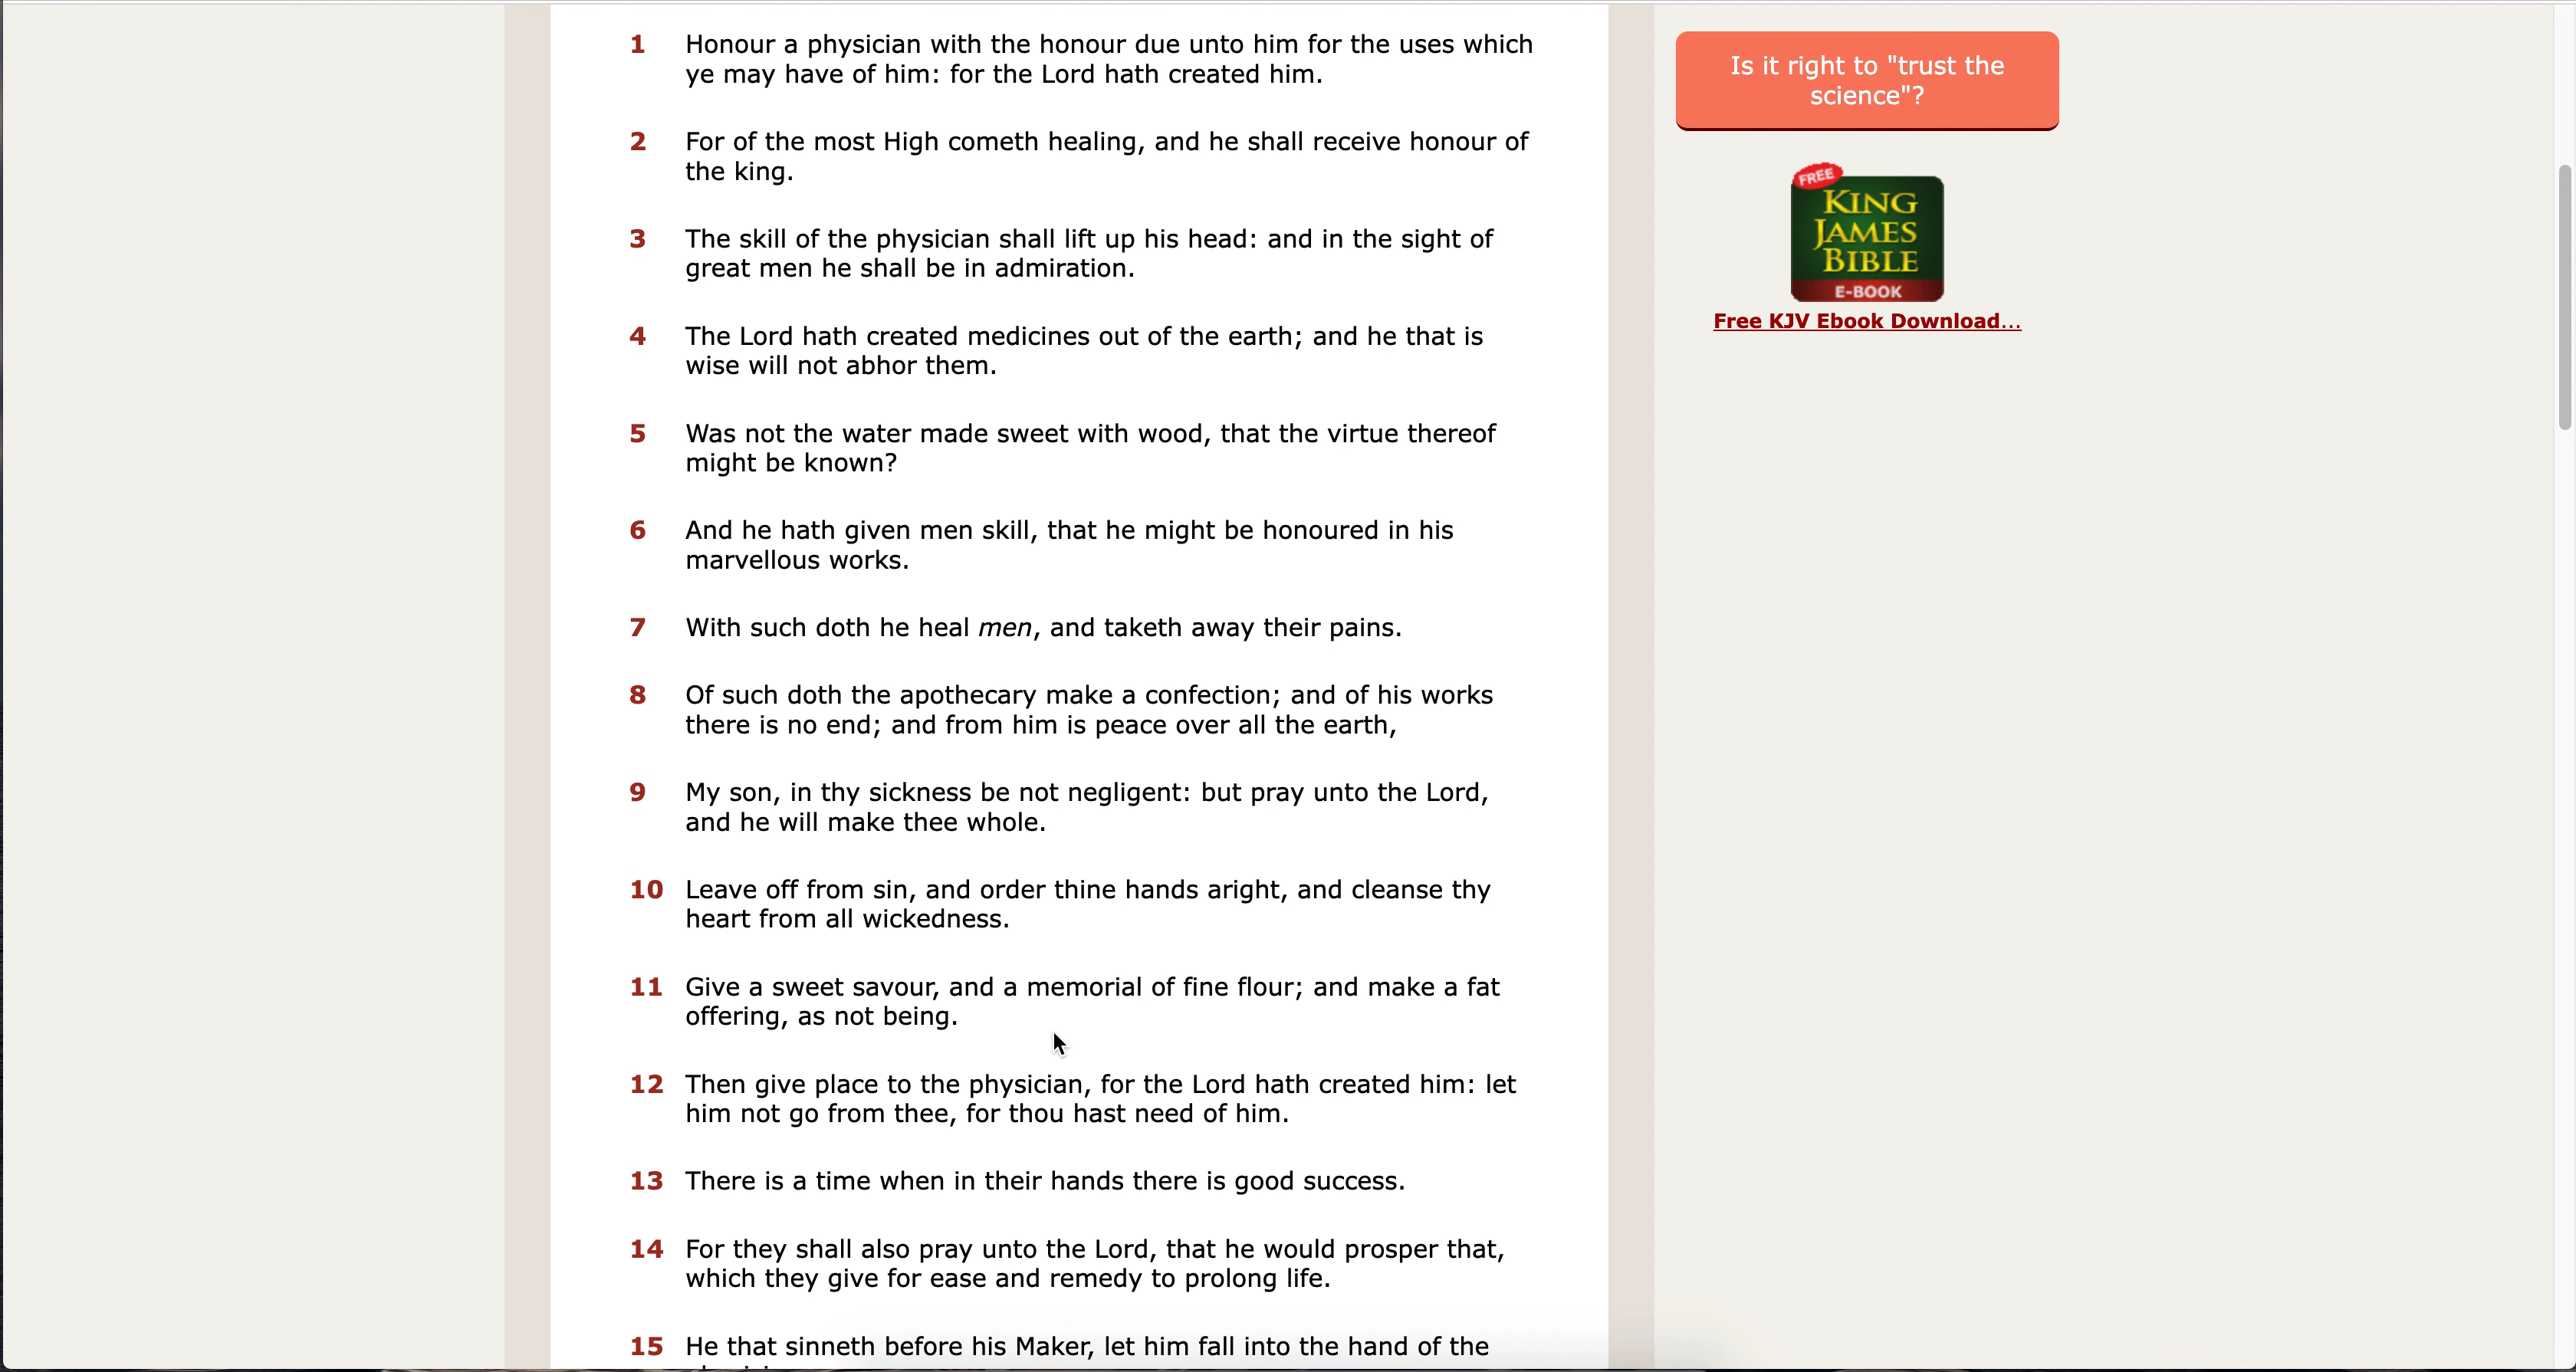 1 Honour a physician with the honour due unto him for the uses which
ye may have of him: for the Lord hath created him.
2 For of the most High cometh healing, and he shall receive honour of
the king.
3 The skill of the physician shall lift up his head: and in the sight of
great men he shall be in admiration.
4 The Lord hath created medicines out of the earth; and he that is
wise will not abhor them.
5 Was not the water made sweet with wood, that the virtue thereof
might be known?
6 And he hath given men skill, that he might be honoured in his
marvellous works.
7 With such doth he heal men, and taketh away their pains.
8 Of such doth the apothecary make a confection; and of his works
there is no end; and from him is peace over all the earth,
9 My son, in thy sickness be not negligent: but pray unto the Lord,
and he will make thee whole.
10 Leave off from sin, and order thine hands aright, and cleanse thy
heart from all wickedness.
11 Give a sweet savour, and a memorial of fine flour; and make a fat
offering, as not being.
12 Then give place to the physician, for the Lord hath created him: let
him not go from thee, for thou hast need of him.
13 There is a time when in their hands there is good success.
14 For they shall also pray unto the Lord, that he would prosper that,
which they give for ease and remedy to prolong life.
15 He that sinneth before his Maker, let him fall into the hand of the
Is it right to "trust the
science"?
FREE
KING
JAMES
BIBLE
E-BOOK
Free KJV Ebook Download...